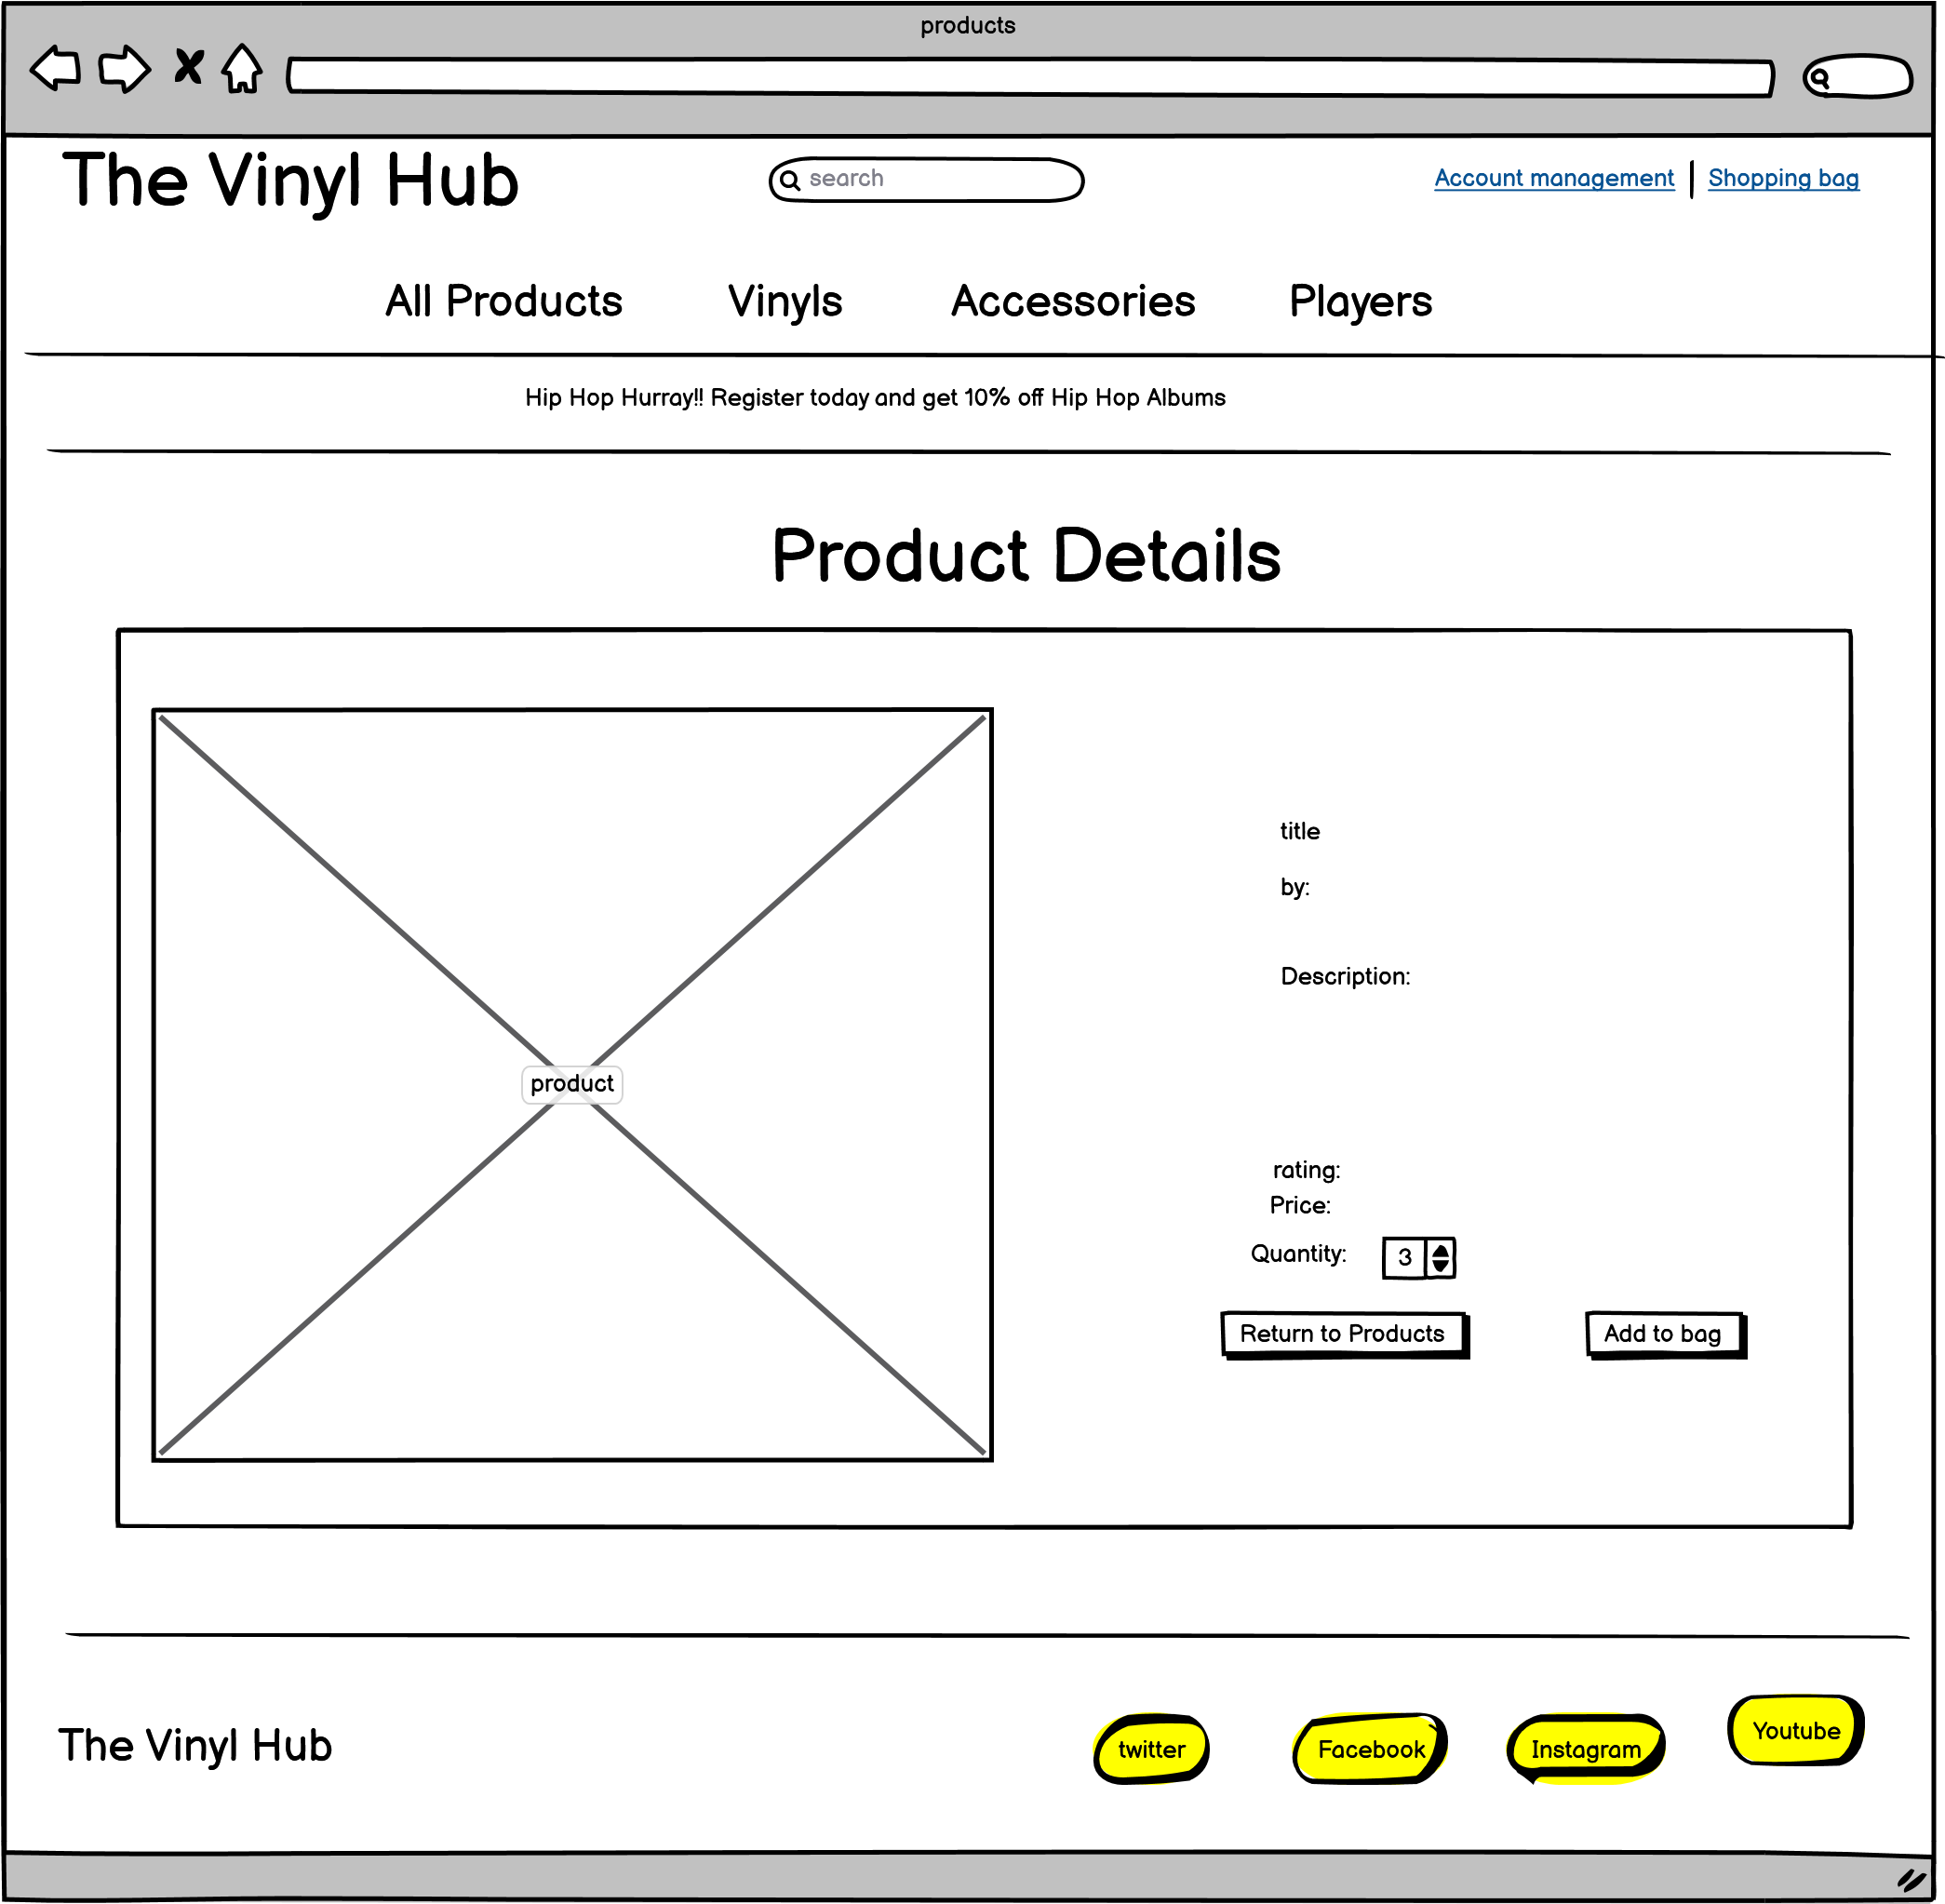 products
The Vinyl Hub
search
Account management
Shopping bag
All Products
Vinyls
Accessories
Players
Hip Hop Hurray!! Register today and get 10% off Hip Hop Albums
Product Details
product
title
by:
Description:
rating:
Price:
Quantity:
3
Return to Products
Add to bag
The Vinyl Hub
twitter
Facebook
Instagram
Youtube